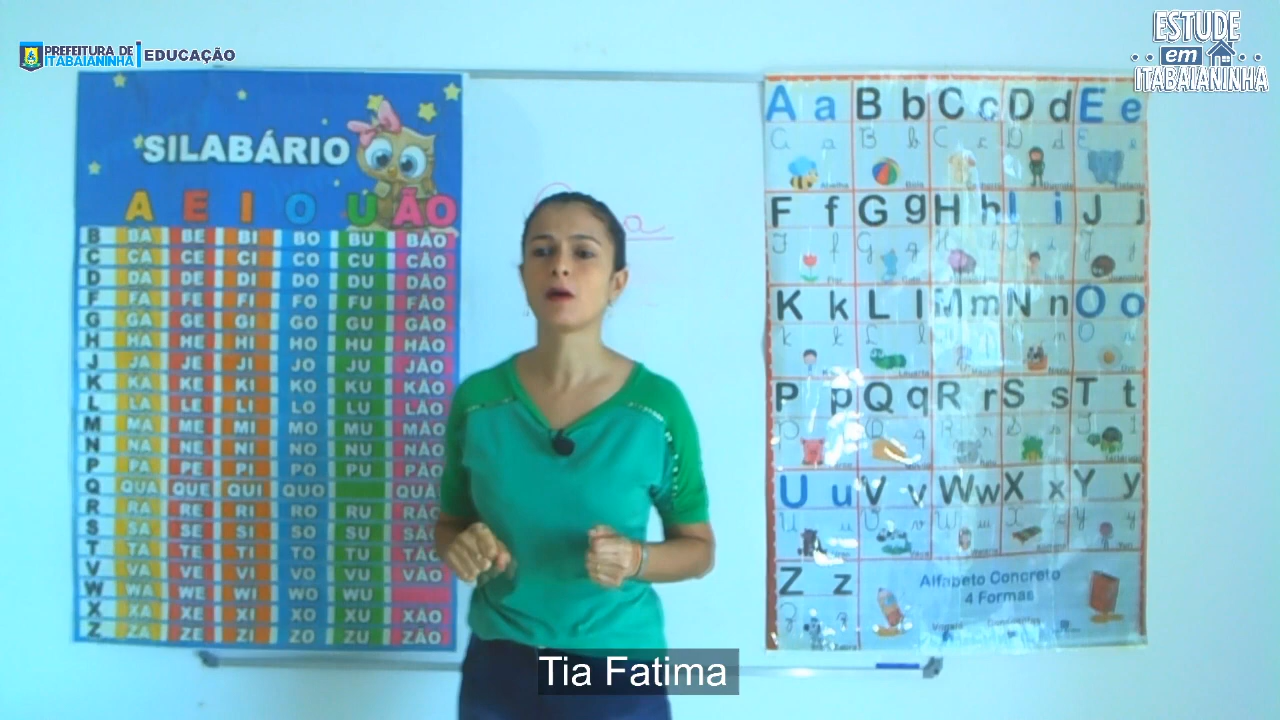 PREFEITURA DE
ITABAIANINHA
EDUCAÇÃO
ESTUDE
em
ITABAIANINHA
SILABÁRIO
A E I O U ÃO
B BA BE BI BO BU BÃO
C CA CE CI CO CU CÃO
D DA DE DI DO DU DÃO
F FA FE FI FO FU FÃO
G GA GE GI GO GU GÃO
H HA HE HI HO HU HÃO
J JA JE JI JO JU JÃO
K KA KE KI KO KU KÃO
L LA LE LI LO LU LÃO
M MA ME MI MO MU MÃO
N NA NE NI NO NU NÃO
P PA PE PI PO PU PÃO
Q QUA QUE QUI QUO
R RA RE RI RO RU RÃO
S SA SE SI SO SU SÃO
T TA TE TI TO TU TÃO
V VA VE VI VO VU VÃO
W WA WE WI WO WU
X XA XE XI XO XU XÃO
Z ZA ZE ZI ZO ZU ZÃO
A a B b C c D d E e
F f G g H h I i J j
K k L l M m N n O o
P p Q q R r S s T t
U u V v W w X x Y y
Z z
Alfabeto Concreto
4 Formas
Tia Fatima